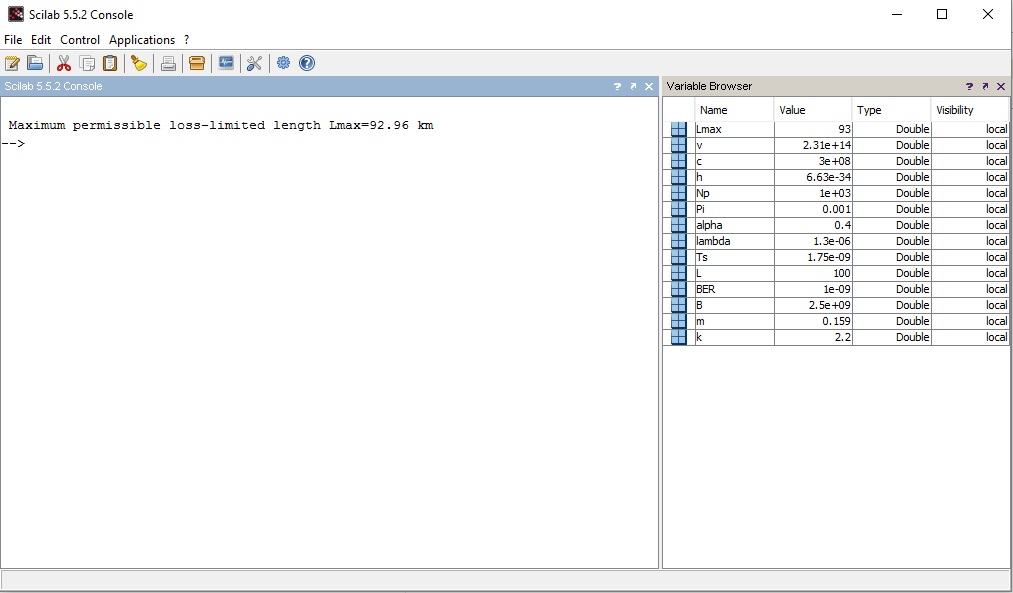 Scilab 5.5.2 Console
File Edit Control Applications ?
Scilab 5.5.2 Console
Maximum permissible loss-limited length Lmax=92.96 km
-->
Variable Browser
Name Value Type Visibility
Lmax 93 Double local
v 2.31e+14 Double local
c 3e+08 Double local
h 6.63e-34 Double local
Np 1e+03 Double local
Pi 0.001 Double local
alpha 0.4 Double local
lambda 1.3e-06 Double local
Ts 1.75e-09 Double local
L 100 Double local
BER 1e-09 Double local
B 2.5e+09 Double local
m 0.159 Double local
k 2.2 Double local